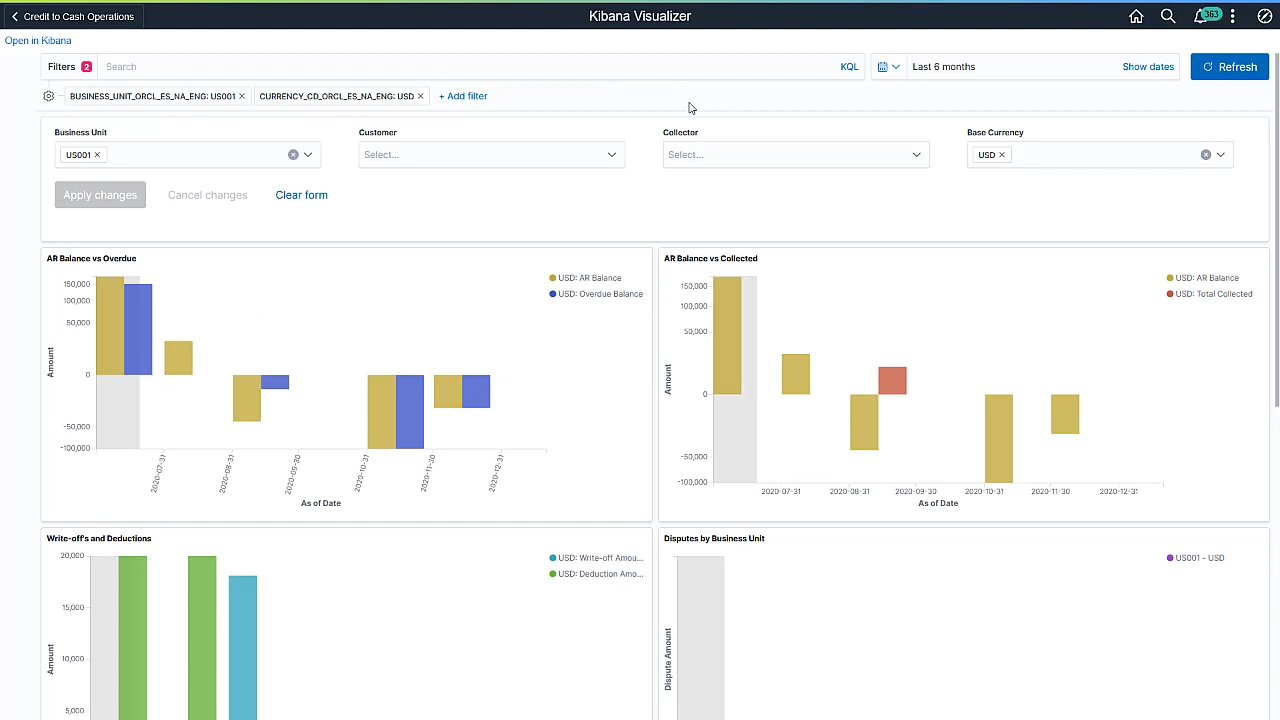 Credit to Cash Operations
Kibana Visualizer
363
Open in Kibana
Filters 2
Search
KQL
Last 6 months
Show dates
Refresh
BUSINESS_UNIT_ORCL_ES_NA_ENG: US001 ×
CURRENCY_CD_ORCL_ES_NA_ENG: USD ×
+ Add filter
Business Unit
Customer
Collector
Base Currency
US001 ×
Select...
Select...
USD ×
Apply changes
Cancel changes
Clear form
AR Balance vs Overdue
USD: AR Balance
USD: Overdue Balance
150,000
100,000
50,000
0
-50,000
-100,000
Amount
2020-07-31
2020-08-31
2020-09-30
2020-10-31
2020-11-30
2020-12-31
As of Date
AR Balance vs Collected
USD: AR Balance
USD: Total Collected
150,000
100,000
50,000
0
-50,000
-100,000
Amount
2020-07-31
2020-08-31
2020-09-30
2020-10-31
2020-11-30
2020-12-31
As of Date
Write-off's and Deductions
USD: Write-off Amou...
USD: Deduction Amo...
20,000
15,000
10,000
5,000
Amount
Disputes by Business Unit
US001 - USD
Dispute Amount